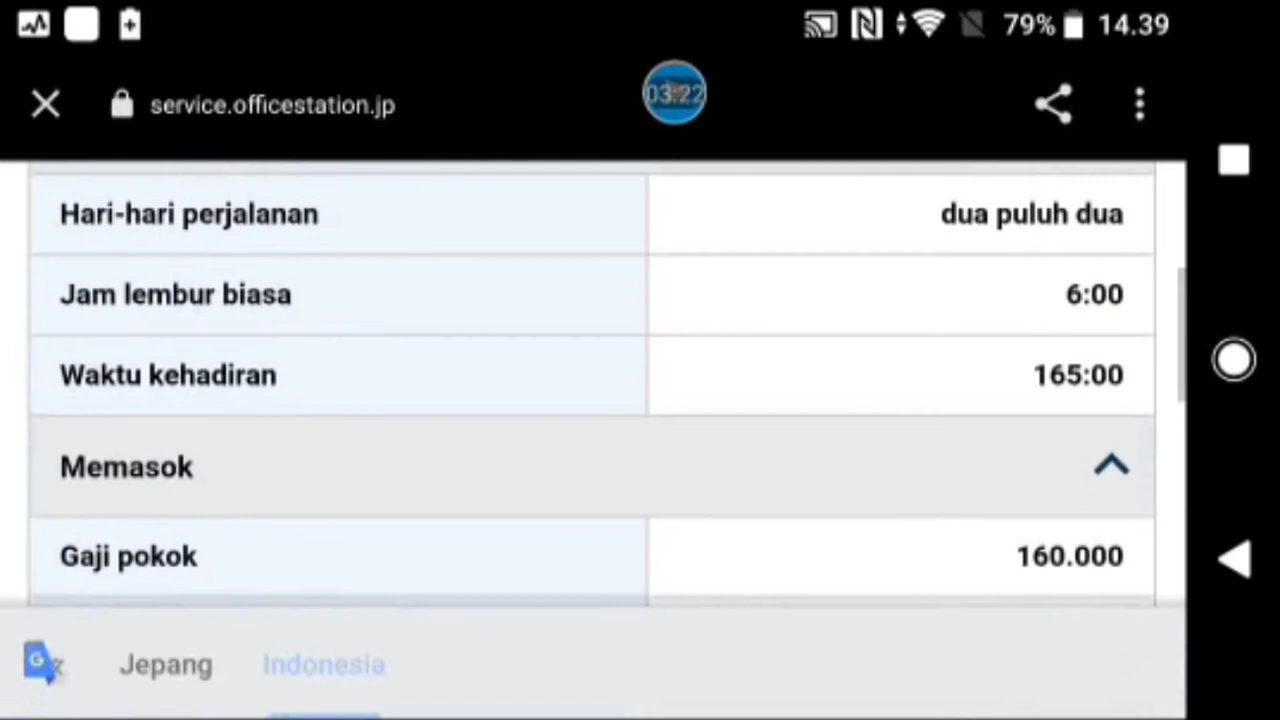 79% 14.39
service.officestation.jp
03:22
Hari-hari perjalanan dua puluh dua
Jam lembur biasa 6:00
Waktu kehadiran 165:00
Memasok
Gaji pokok 160.000
G Jepang Indonesia